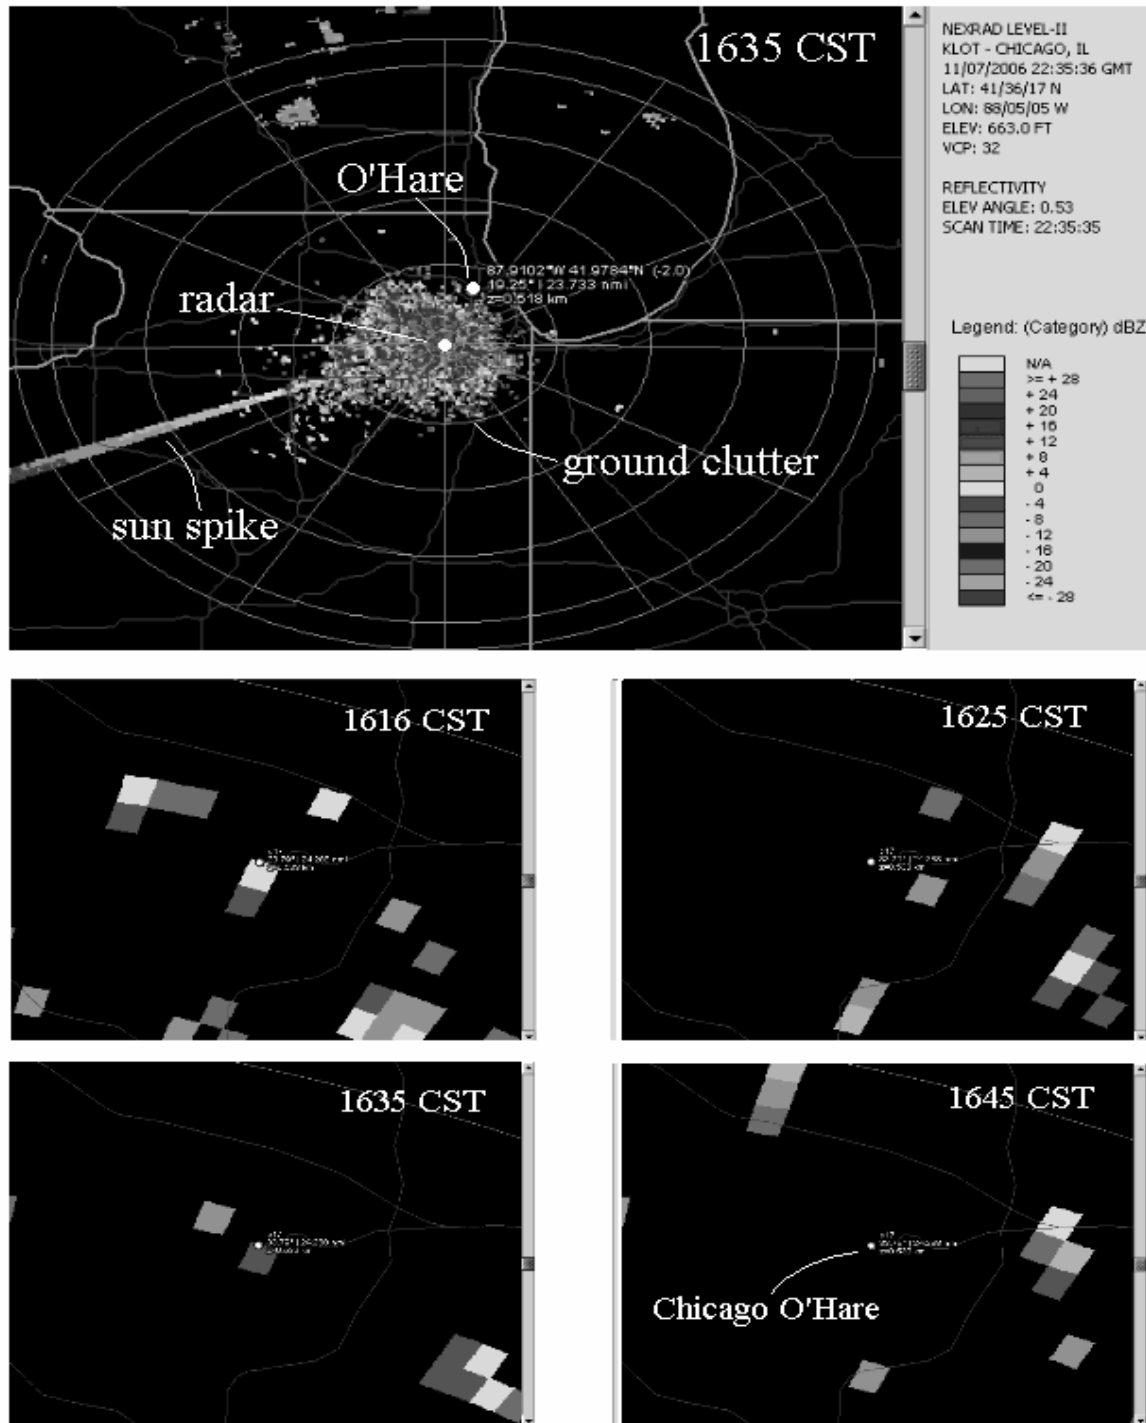 1635 CST
NEXRAD LEVEL-II
KLOT - CHICAGO, IL
11/07/2006 22:35:36 GMT
LAT: 41/36/17 N
LON: 88/05/05 W
ELEV: 663.0 FT
VCP: 32
REFLECTIVITY
ELEV ANGLE: 0.53
SCAN TIME: 22:35:35
O'Hare
87.9102°W 41.9784°N (-2.0)
19.25° | 23.733 nmi
z=0.518 km
radar
ground clutter
sun spike
Legend: (Category) dBZ
N/A
>= + 28
+ 24
+ 20
+ 16
+ 12
+ 8
+ 4
0
- 4
- 8
- 12
- 16
- 20
- 24
<= - 28
1616 CST
1625 CST
1635 CST
1645 CST
Chicago O'Hare